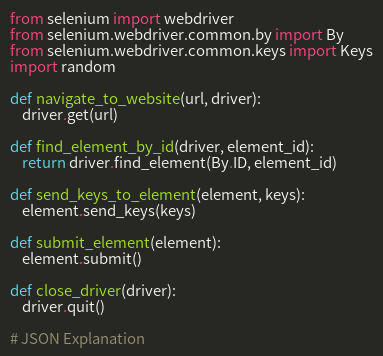 from selenium import webdriver
from selenium.webdriver.common.by import By
from selenium.webdriver.common.keys import Keys
import random

def navigate_to_website(url, driver):
    driver.get(url)

def find_element_by_id(driver, element_id):
    return driver.find_element(By.ID, element_id)

def send_keys_to_element(element, keys):
    element.send_keys(keys)

def submit_element(element):
    element.submit()

def close_driver(driver):
    driver.quit()

# JSON Explanation